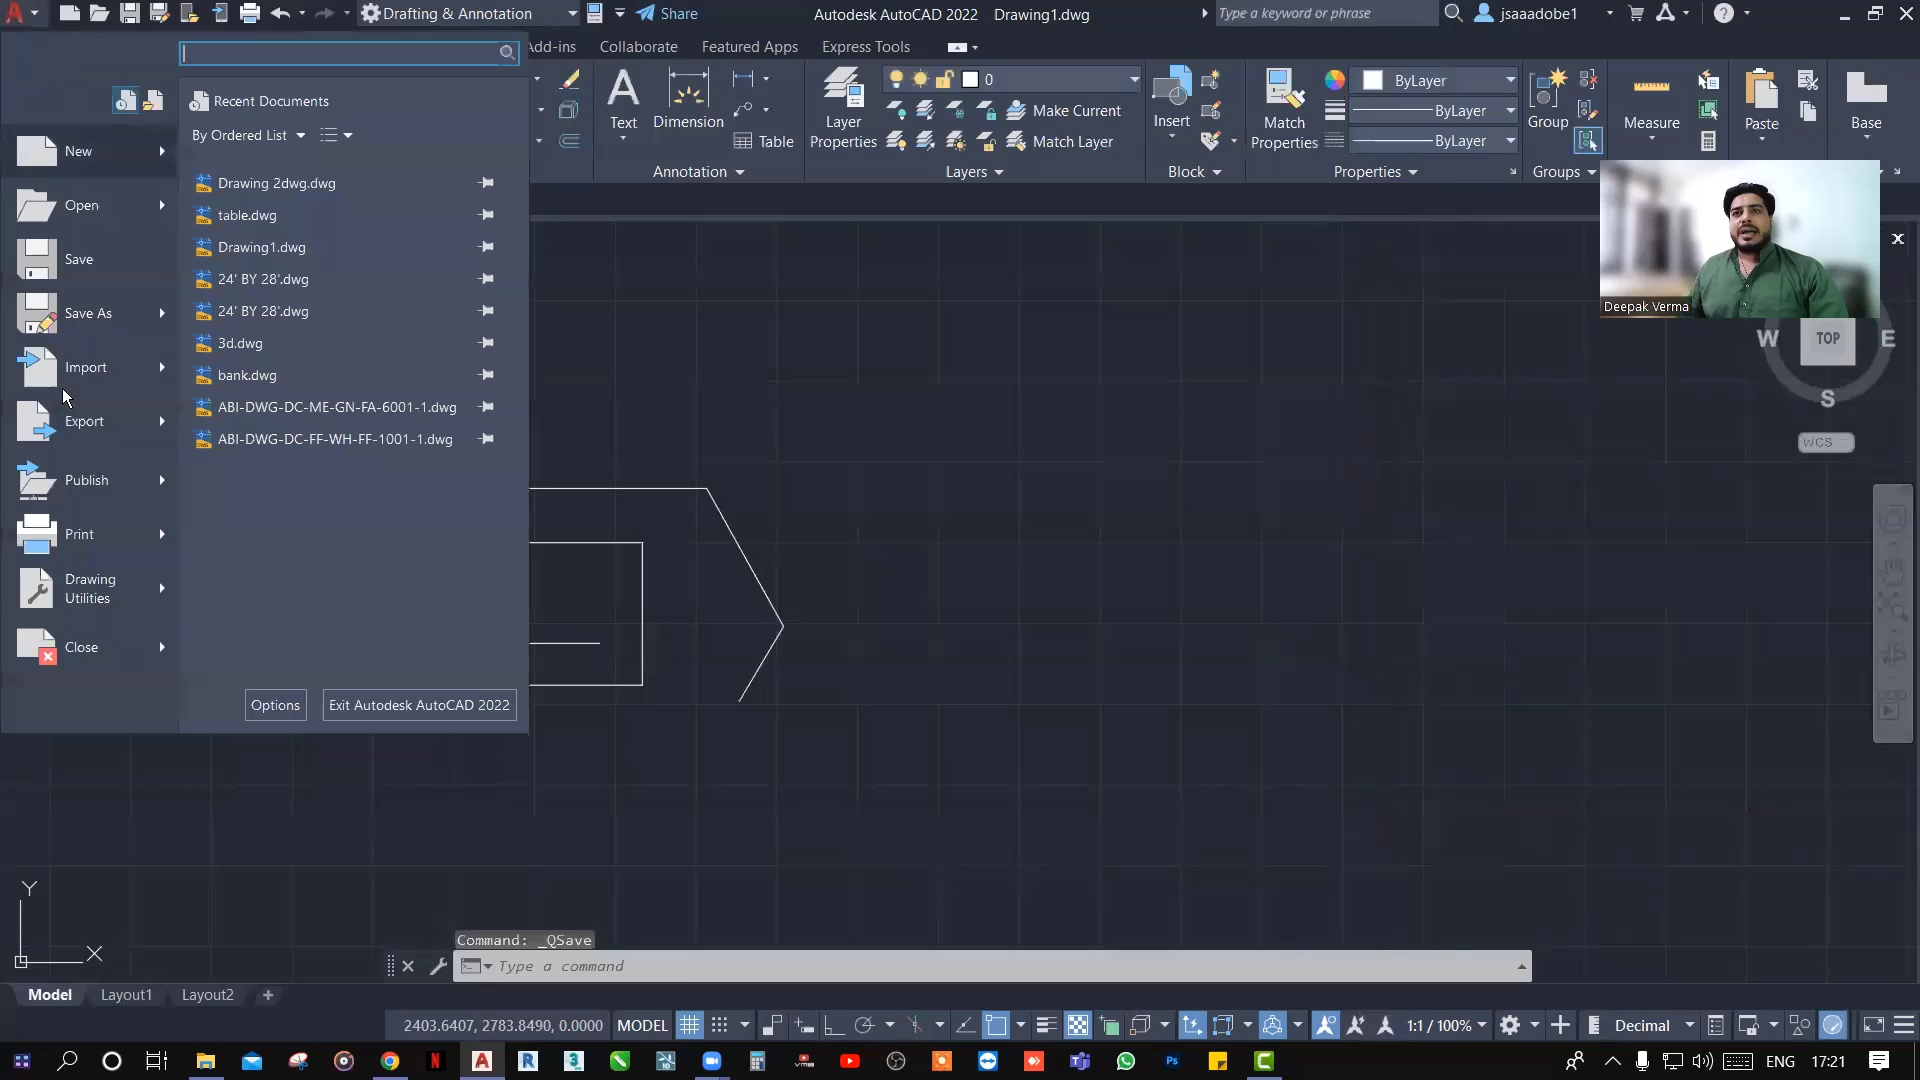 Drafting & Annotation
Share
Autodesk AutoCAD 2022 Drawing1.dwg
Type a keyword or phrase
jsaaadobe1
Add-ins
Collaborate
Featured Apps
Express Tools
Recent Documents
By Ordered List
New
Open
Save
Save As
Import
Export
Publish
Print
Drawing
Utilities
Close
Drawing 2dwg.dwg
table.dwg
Drawing1.dwg
24' BY 28'.dwg
24' BY 28'.dwg
3d.dwg
bank.dwg
ABI-DWG-DC-ME-GN-FA-6001-1.dwg
ABI-DWG-DC-FF-WH-FF-1001-1.dwg
Options
Exit Autodesk AutoCAD 2022
Text
Dimension
Table
Annotation
Layer
Properties
0
Make Current
Match Layer
Layers
Insert
Block
Match
Properties
ByLayer
ByLayer
ByLayer
Properties
Group
Groups
Measure
Paste
Base
Deepak Verma
W
TOP
E
S
WCS
Y
X
Command: _QSave
Type a command
Model
Layout1
Layout2
2403.6407, 2783.8490, 0.0000
MODEL
1:1 / 100%
Decimal
ENG
17:21